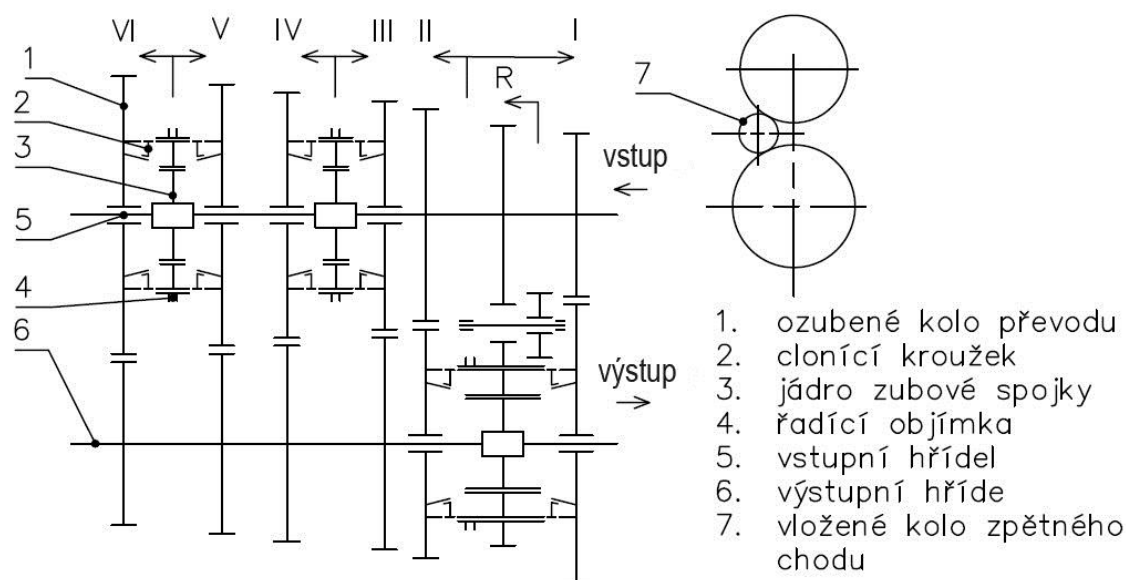 VI V IV III II I
R
1
2
3
5
4
6
7
vstup
výstup
1. ozubené kolo převodu
2. clonící kroužek
3. jádro zubové spojky
4. řadící objímka
5. vstupní hřídel
6. výstupní hříde
7. vložené kolo zpětného
chodu